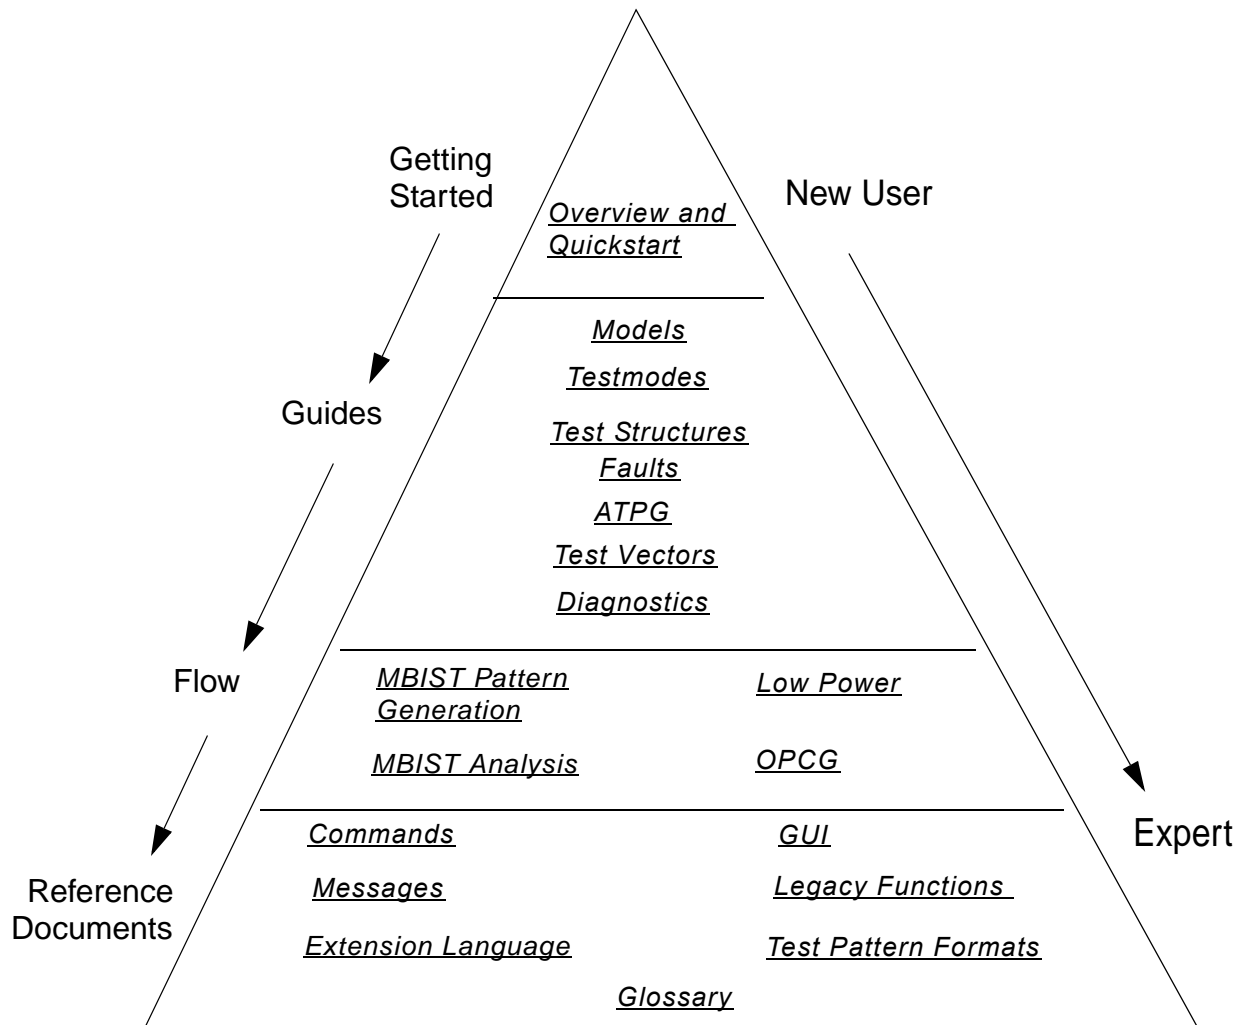 Getting
Started
New User
Overview and
Quickstart
Models
Testmodes
Guides
Test Structures
Faults
ATPG
Test Vectors
Diagnostics
Flow
MBIST Pattern
Generation
Low Power
MBIST Analysis
OPCG
Expert
Commands
GUI
Reference
Documents
Messages
Legacy Functions
Extension Language
Test Pattern Formats
Glossary